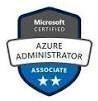 Microsoft
CERTIFIED
AZURE
ADMINISTRATOR
ASSOCIATE